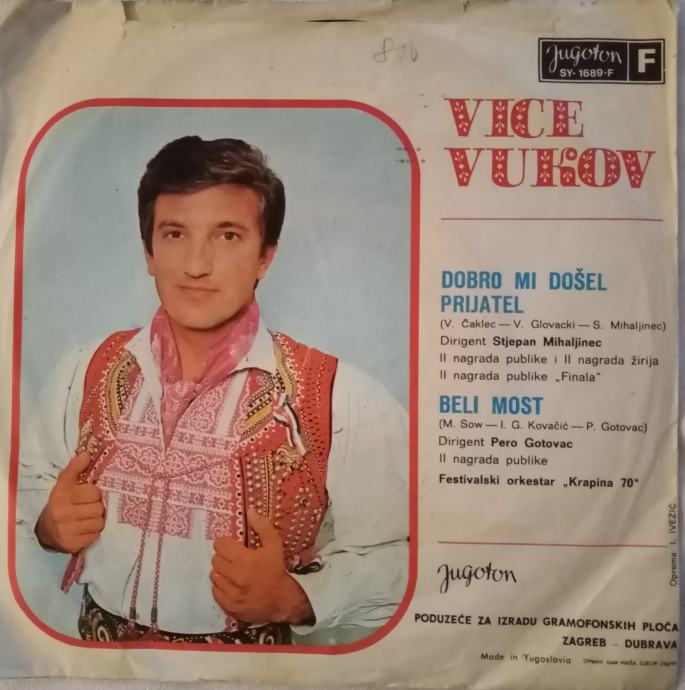 810
Jugoton F
SY-1689-F
VICE
VUKOV
DOBRO MI DOŠEL
PRIJATEL
(V. Čaklec — V. Glovacki — S. Mihaljinec)
Dirigent Stjepan Mihaljinec
II nagrada publike i II nagrada žirija
II nagrada publike „Finala“
BELI MOST
(M. Sow — I. G. Kovačić — P. Gotovac)
Dirigent Pero Gotovac
II nagrada publike
Festivalski orkestar „Krapina 70“
Oprema I. IVEZIĆ
Jugoton
PODUZEĆE ZA IZRADU GRAMOFONSKIH PLOČA
ZAGREB – DUBRAVA
Made in Yugoslavia